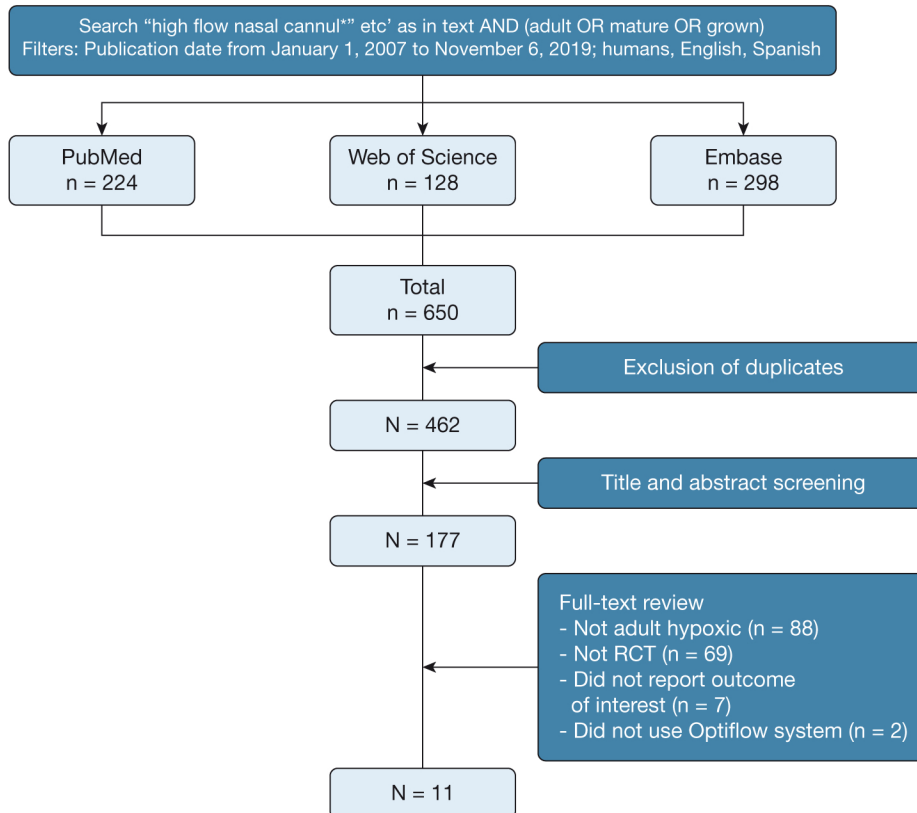 Search “high flow nasal cannul*” etc’ as in text AND (adult OR mature OR grown)
Filters: Publication date from January 1, 2007 to November 6, 2019; humans, English, Spanish
PubMed
n = 224
Web of Science
n = 128
Embase
n = 298
Total
n = 650
Exclusion of duplicates
N = 462
Title and abstract screening
N = 177
Full-text review
- Not adult hypoxic (n = 88)
- Not RCT (n = 69)
- Did not report outcome
of interest (n = 7)
- Did not use Optiflow system (n = 2)
N = 11